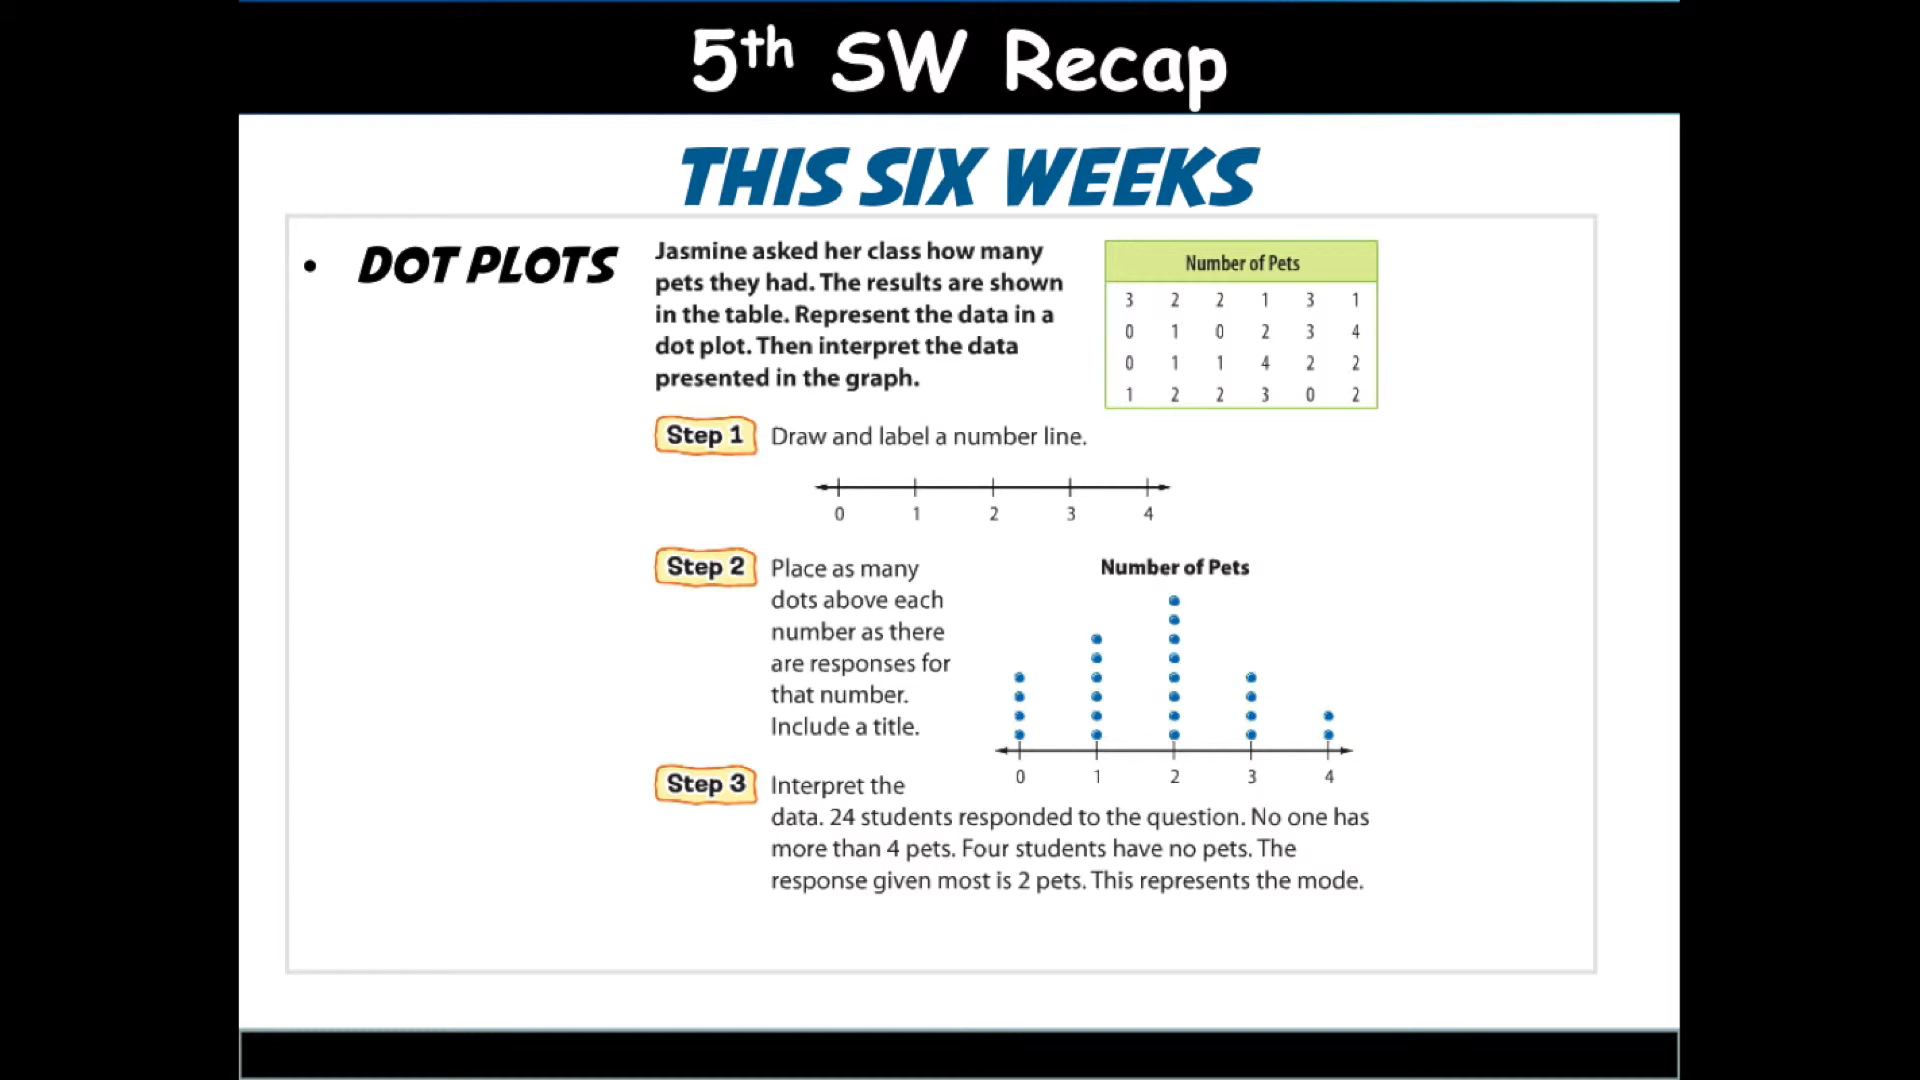 5th SW Recap
THIS SIX WEEKS
• DOT PLOTS
Jasmine asked her class how many
pets they had. The results are shown
in the table. Represent the data in a
dot plot. Then interpret the data
presented in the graph.
Number of Pets
3 2 2 1 3 1
0 1 0 2 3 4
0 1 1 4 2 2
1 2 2 3 0 2
Step 1 Draw and label a number line.
0 1 2 3 4
Step 2 Place as many
dots above each
number as there
are responses for
that number.
Include a title.
Number of Pets
0 1 2 3 4
Step 3 Interpret the
data. 24 students responded to the question. No one has
more than 4 pets. Four students have no pets. The
response given most is 2 pets. This represents the mode.